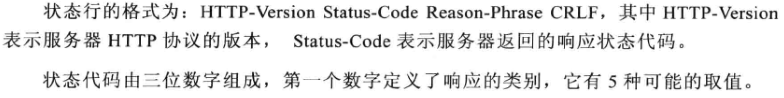 状态行的格式为：HTTP-Version Status-Code Reason-Phrase CRLF，其中 HTTP-Version
表示服务器 HTTP 协议的版本， Status-Code 表示服务器返回的响应状态代码。
状态代码由三位数字组成，第一个数字定义了响应的类别，它有 5 种可能的取值。